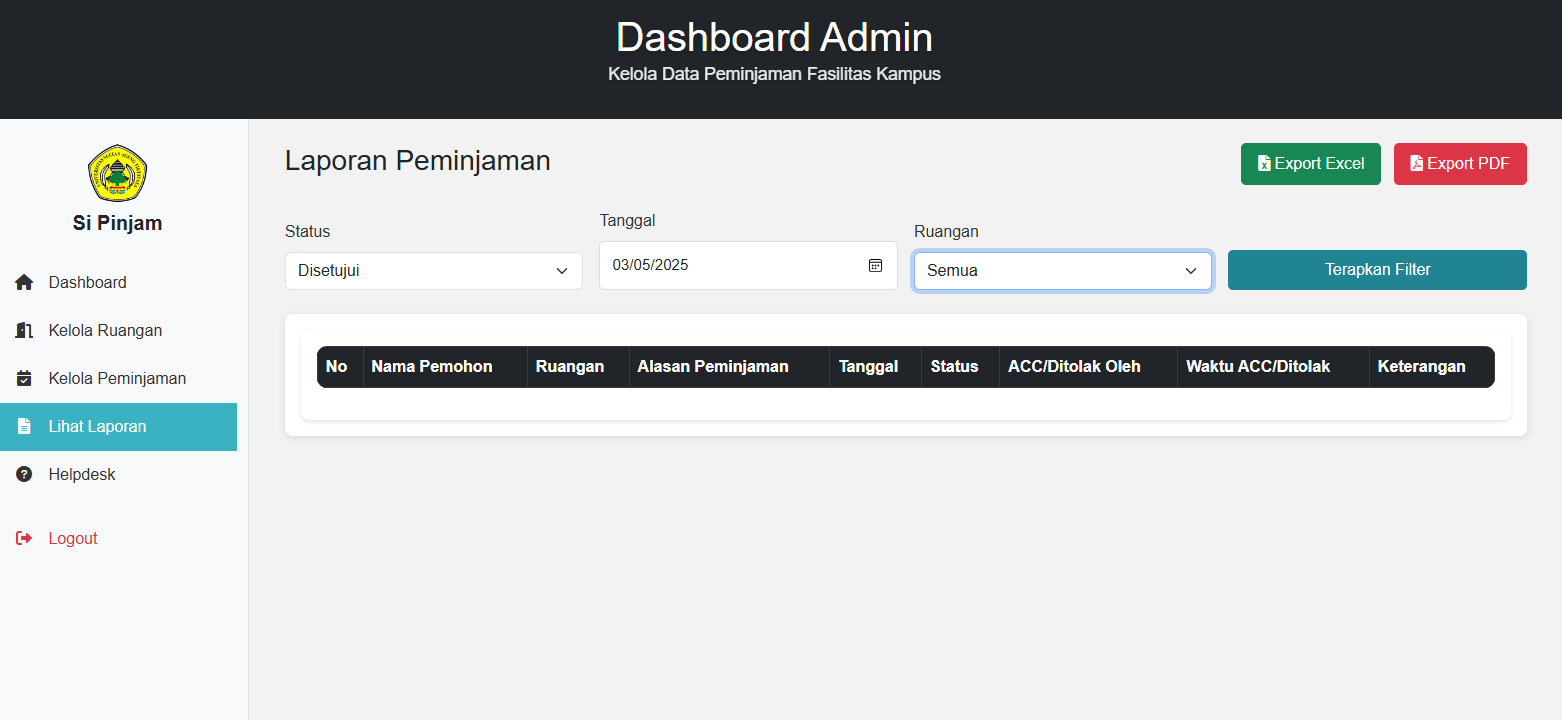 Dashboard Admin
Kelola Data Peminjaman Fasilitas Kampus
Si Pinjam
Dashboard
Kelola Ruangan
Kelola Peminjaman
Lihat Laporan
Helpdesk
Logout
Laporan Peminjaman
Export Excel
Export PDF
Status
Tanggal
Ruangan
Disetujui
03/05/2025
Semua
Terapkan Filter
No Nama Pemohon Ruangan Alasan Peminjaman Tanggal Status ACC/Ditolak Oleh Waktu ACC/Ditolak Keterangan